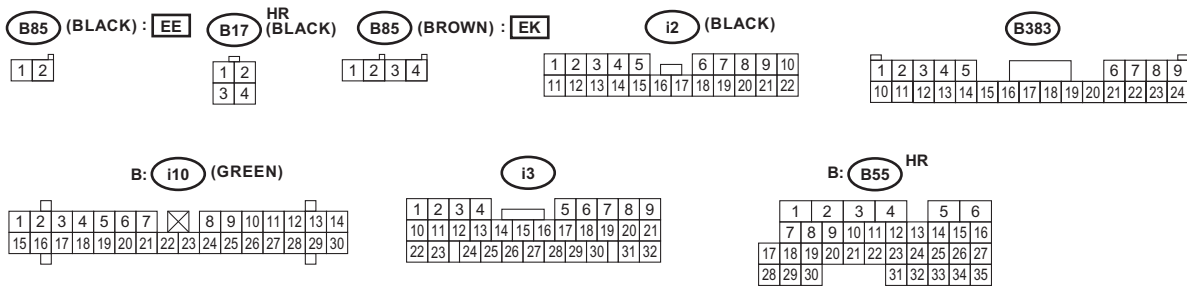 B85 (BLACK) : EE
1 2
B17 HR (BLACK)
1 2
3 4
B85 (BROWN) : EK
1 2 3 4
i2 (BLACK)
1 2 3 4 5 6 7 8 9 10
11 12 13 14 15 16 17 18 19 20 21 22
B383
1 2 3 4 5 6 7 8 9
10 11 12 13 14 15 16 17 18 19 20 21 22 23 24
B: i10 (GREEN)
1 2 3 4 5 6 7 8 9 10 11 12 13 14
15 16 17 18 19 20 21 22 23 24 25 26 27 28 29 30
i3
1 2 3 4 5 6 7 8 9
10 11 12 13 14 15 16 17 18 19 20 21
22 23 24 25 26 27 28 29 30 31 32
B: B55 HR
1 2 3 4 5 6
7 8 9 10 11 12 13 14 15 16
17 18 19 20 21 22 23 24 25 26 27
28 29 30 31 32 33 34 35